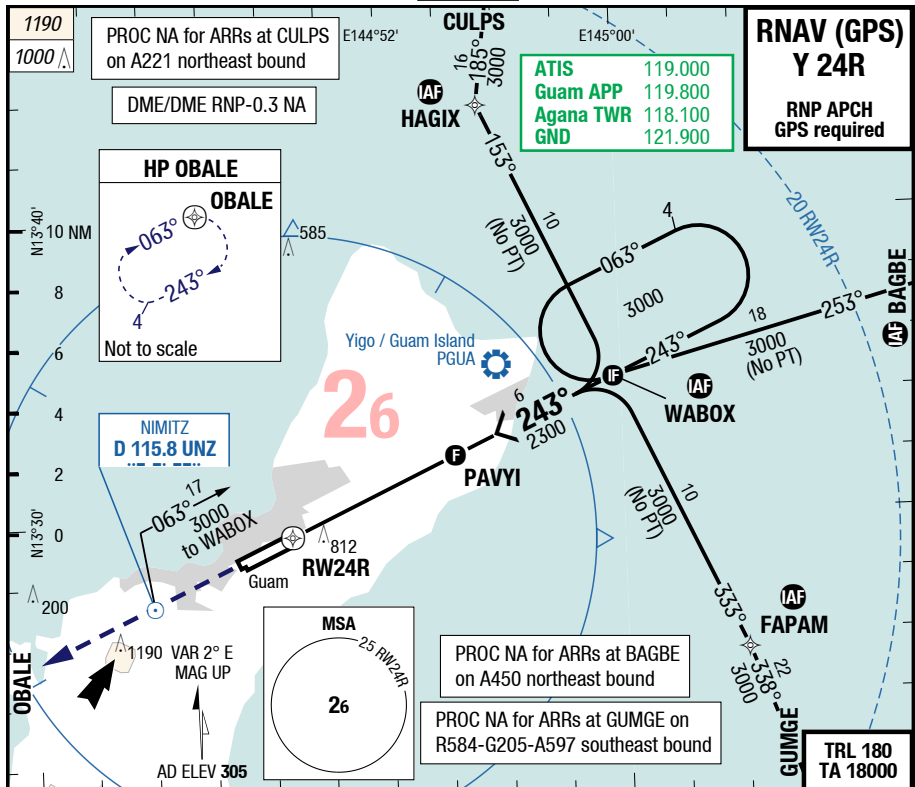 1190
1000
PROC NA for ARRs at CULPS
on A221 northeast bound
DME/DME RNP-0.3 NA
E144°52'
CULPS
16
185°
3000
IAF
HAGIX
E145°00'
ATIS 119.000
Guam APP 119.800
Agana TWR 118.100
GND 121.900
RNAV (GPS)
Y 24R
RNP APCH
GPS required
HP OBALE
OBALE
063°
243°
4
Not to scale
N13°40'
10 NM
8
6
4
2
N13°30'
0
585
153°
10
3000
(No PT)
4
063°
3000
243°
20 RW24R
18
3000
(No PT)
253°
IAF BAGBE
Yigo / Guam Island
PGUA
26
6
243°
2300
IF
IAF
WABOX
F
PAVYI
NIMITZ
D 115.8 UNZ
063°
17
3000
to WABOX
Guam
RW24R
812
10
3000
(No PT)
333°
IAF
FAPAM
22
338°
3000
GUMGE
200
OBALE
1190
VAR 2° E
MAG UP
AD ELEV 305
MSA
25 RW24R
26
PROC NA for ARRs at BAGBE
on A450 northeast bound
PROC NA for ARRs at GUMGE on
R584-G205-A597 southeast bound
TRL 180
TA 18000